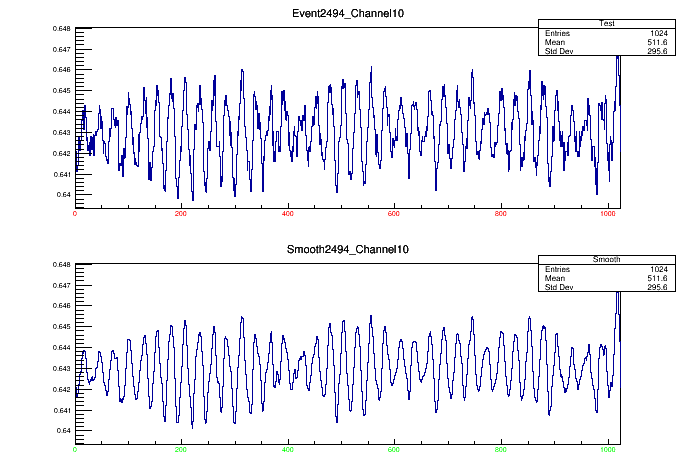 Event2494_Channel10
Test
Entries 1024
Mean 511.6
Std Dev 295.6
0.648
0.647
0.646
0.645
0.644
0.643
0.642
0.641
0.64
0 200 400 600 800 1000
Smooth2494_Channel10
Smooth
Entries 1024
Mean 511.6
Std Dev 295.6
0.648
0.647
0.646
0.645
0.644
0.643
0.642
0.641
0.64
0 200 400 600 800 1000